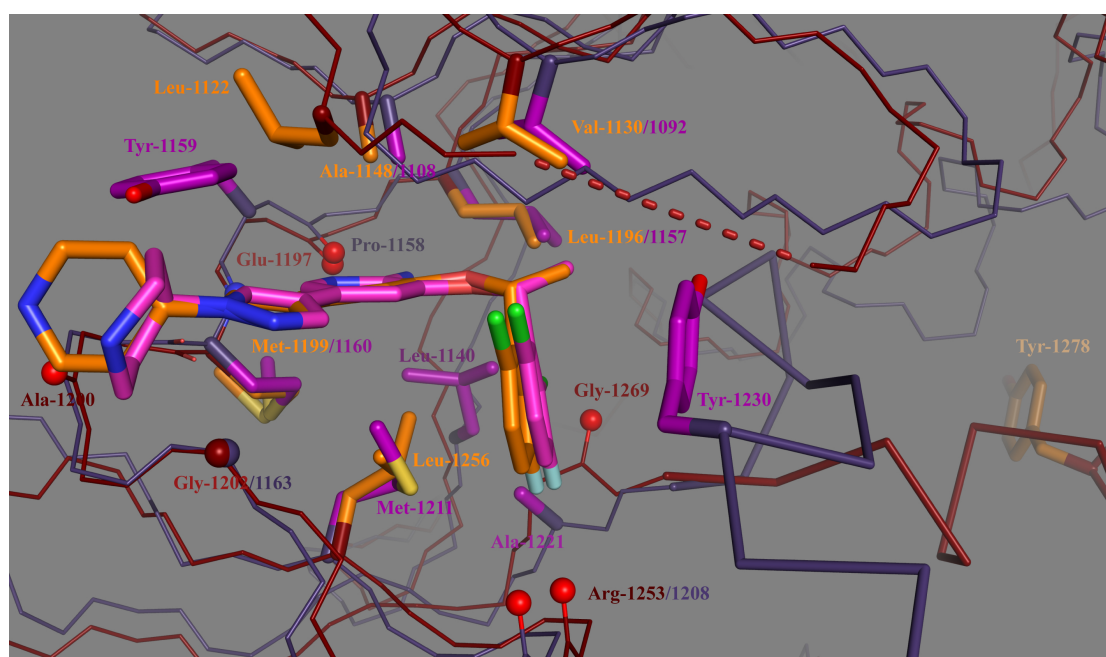 Leu-1122
Val-1130/1092
Tyr-1159
Ala-1148/1108
Leu-1196/1157
Pro-1158
Glu-1197
Met-1199/1160
Leu-1140
Tyr-1278
Gly-1269
Ala-1200
Tyr-1230
Leu-1256
Gly-1202/1163
Met-1211
Ala-1221
Arg-1253/1208